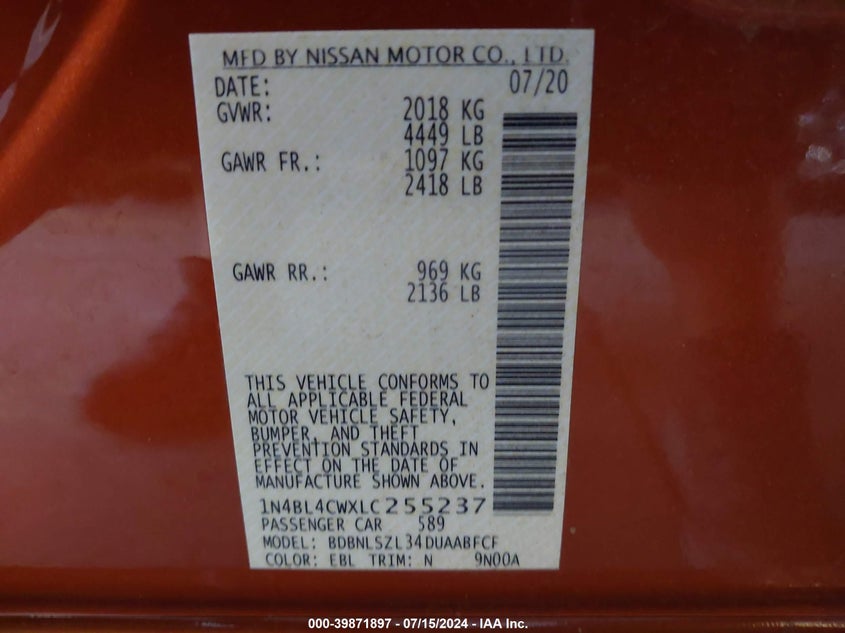 MFD BY NISSAN MOTOR CO., LTD.
DATE: 07/20
GVWR: 2018 KG
4449 LB
GAWR FR.: 1097 KG
2418 LB
GAWR RR.: 969 KG
2136 LB
THIS VEHICLE CONFORMS TO
ALL APPLICABLE FEDERAL
MOTOR VEHICLE SAFETY,
BUMPER, AND THEFT
PREVENTION STANDARDS IN
EFFECT ON THE DATE OF
MANUFACTURE SHOWN ABOVE.
1N4BL4CWXLC255237
PASSENGER CAR 589
MODEL: BDBNLSZL34DUAABFCF
COLOR: EBL TRIM: N 9N00A
000-39871897 - 07/15/2024 - IAA Inc.